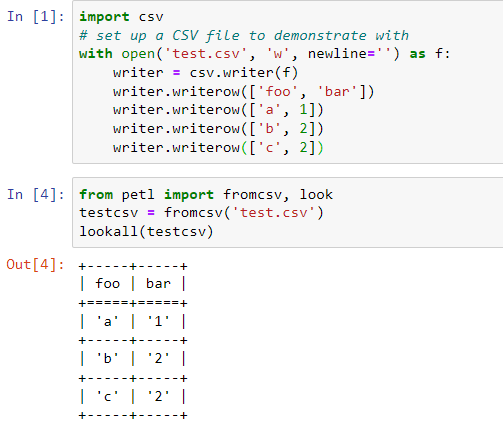 In [1]: import csv
# set up a CSV file to demonstrate with
with open('test.csv', 'w', newline='') as f:
    writer = csv.writer(f)
    writer.writerow(['foo', 'bar'])
    writer.writerow(['a', 1])
    writer.writerow(['b', 2])
    writer.writerow(['c', 2])
In [4]: from petl import fromcsv, look
testcsv = fromcsv('test.csv')
lookall(testcsv)
Out[4]: +-----+-----+
| foo | bar |
+=====+=====+
| 'a' | '1' |
+-----+-----+
| 'b' | '2' |
+-----+-----+
| 'c' | '2' |
+-----+-----+